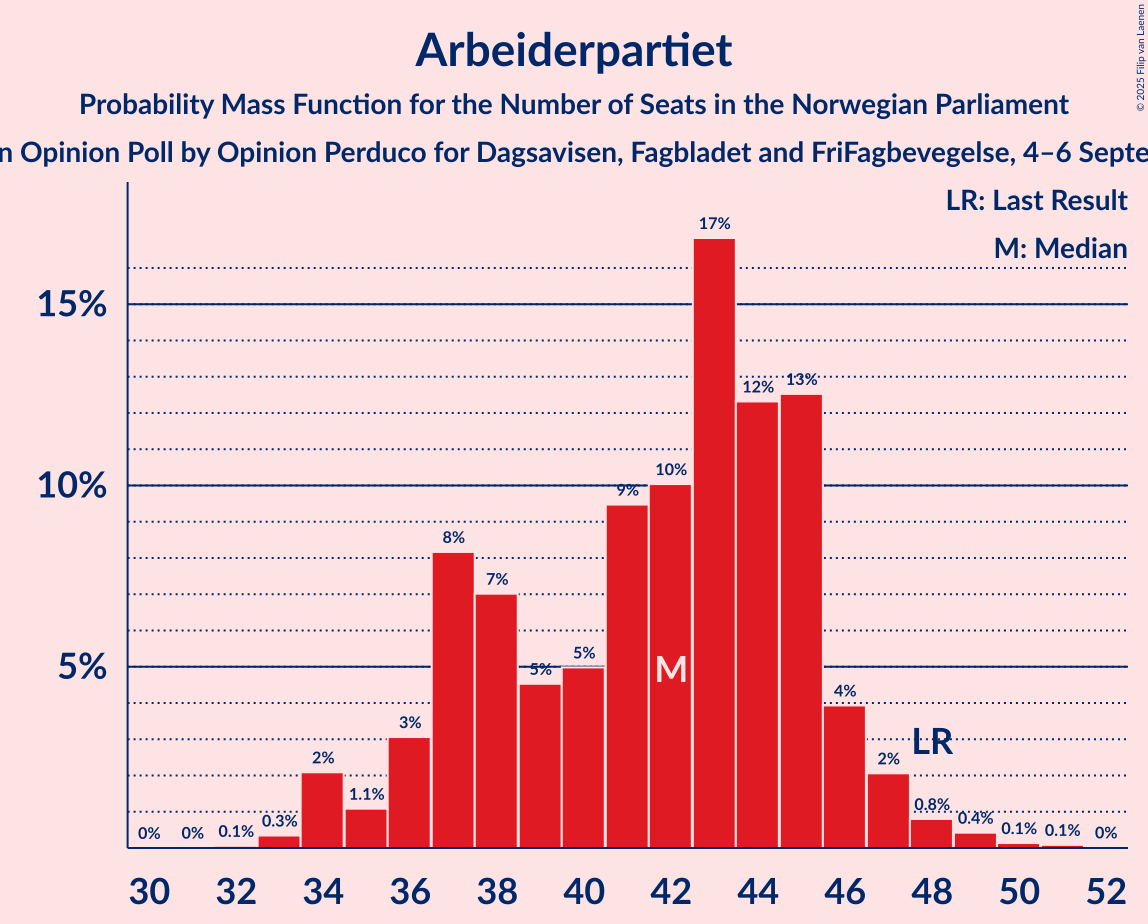 Arbeiderpartiet
Probability Mass Function for the Number of Seats in the Norwegian Parliament
n Opinion Poll by Opinion Perduco for Dagsavisen, Fagbladet and FriFagbevegelse, 4–6 Septe
© 2025 Filip van Laenen
LR: Last Result
M: Median
17%
15%
13%
12%
10%
10%
9%
8%
7%
5%
5%
5%
M
4%
3%
LR
2%
2%
1.1%
0.8%
0.3%
0.4%
0%
0%
0.1%
0.1%
0.1%
0%
30 32 34 36 38 40 42 44 46 48 50 52